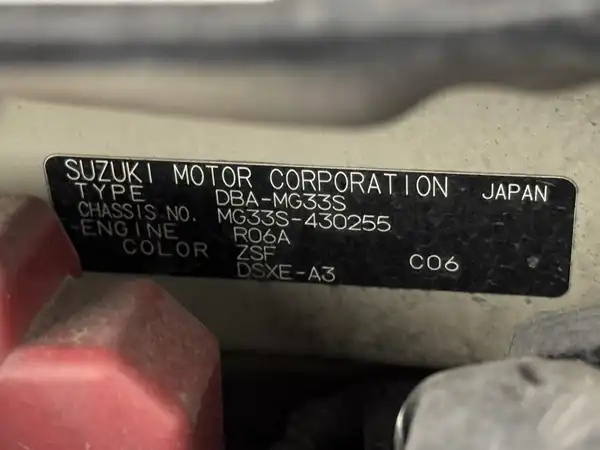 SUZUKI MOTOR CORPORATION JAPAN
TYPE DBA-MG33S
CHASSIS NO. MG33S-430255
ENGINE R06A
COLOR ZSF C06
DSXE-A3